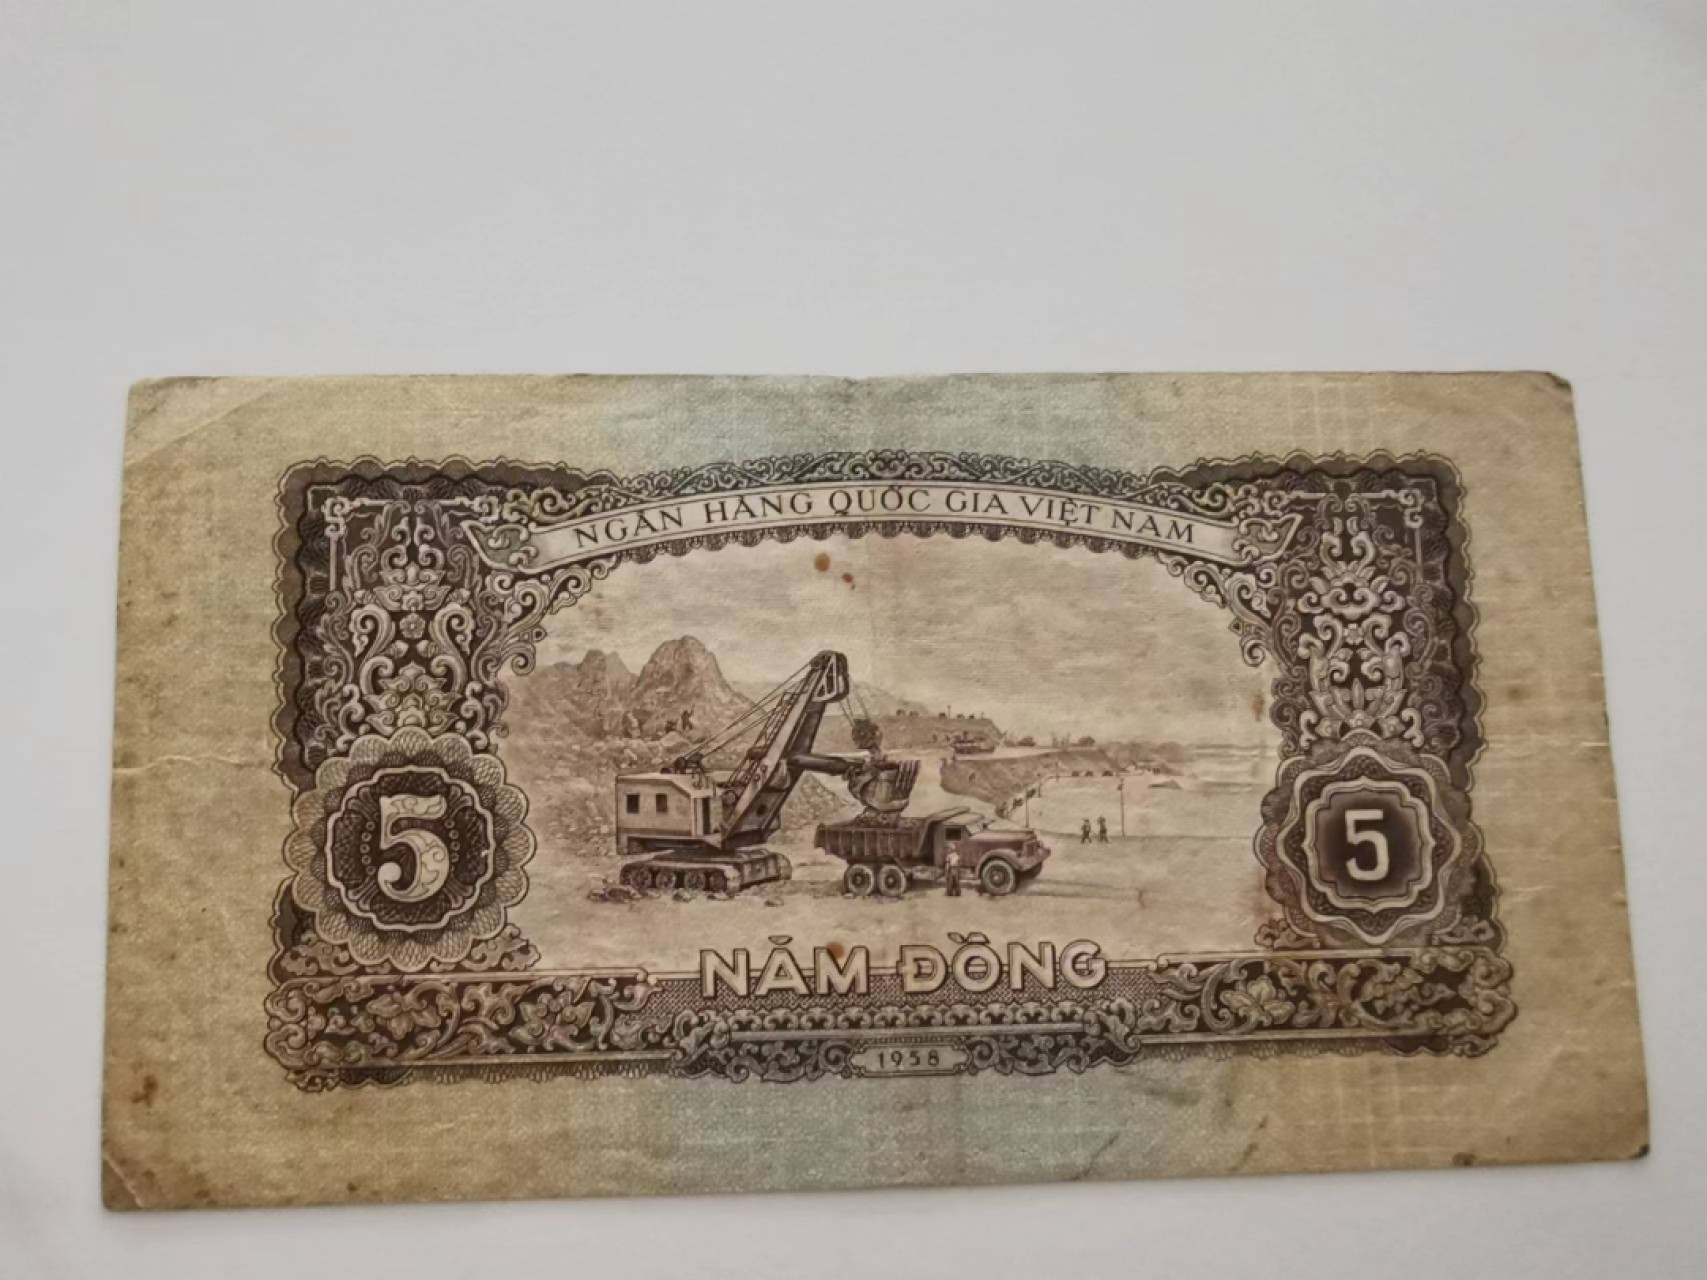 NGÂN HÀNG QUỐC GIA VIỆT NAM
5 5
NĂM ĐỒNG
1958